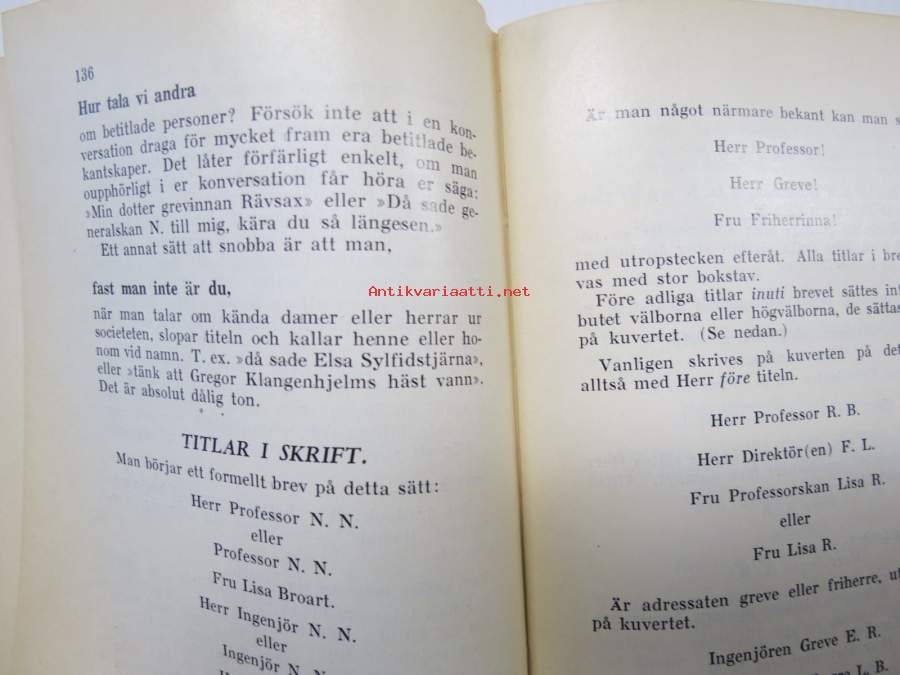 136
Hur tala vi andra
om betitlade personer? Försök inte att i en kon-
versation draga för mycket fram era betitlade be-
kantskaper. Det låter förfärligt enkelt, om man
oupphörligt i er konversation får höra er säga:
»Min dotter grevinnan Rävsax» eller »Då sade ge-
neralskan N. till mig, kära du så längesen.»
Ett annat sätt att snobba är att man,
fast man inte är du,
när man talar om kända damer eller herrar ur
societeten, slopar titeln och kallar henne eller ho-
nom vid namn. T. ex. »då sade Elsa Sylfidstjärna»,
eller »tänk att Gregor Klangenhjelms häst vann».
Det är absolut dålig ton.
TITLAR I SKRIFT.
Man börjar ett formellt brev på detta sätt:
Herr Professor N. N.
eller
Professor N. N.
Fru Lisa Broart.
Herr Ingenjör N. N.
eller
Ingenjör N. N.
Är man något närmare bekant kan man s
Herr Professor!
Herr Greve!
Fru Friherrinna!
med utropstecken efteråt. Alla titlar i bre
vas med stor bokstav.
Före adliga titlar inuti brevet sättes int
butet välborna eller högvälborna, de sättas
på kuvertet. (Se nedan.)
Vanligen skrives på kuverten på det
alltså med Herr före titeln.
Herr Professor R. B.
Herr Direktör(en) F. L.
Fru Professorskan Lisa R.
eller
Fru Lisa R.
Är adressaten greve eller friherre, ut
på kuvertet.
Ingenjören Greve E. R.
L. B.
Antikvariaatti.net